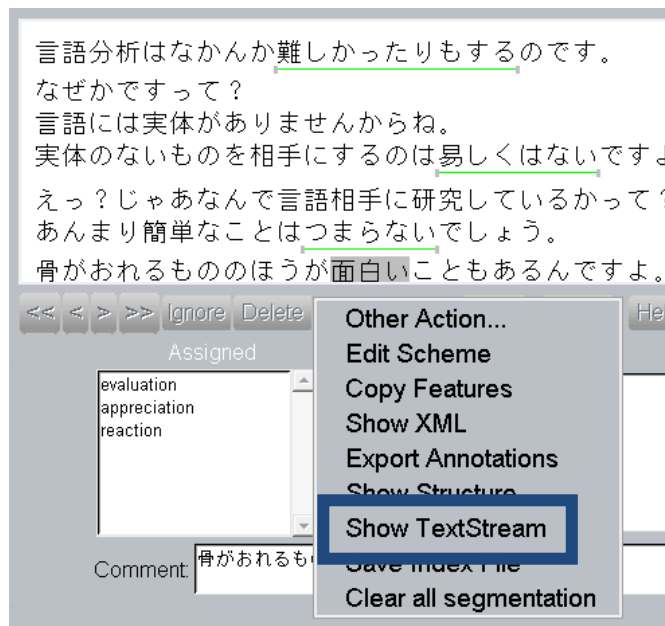 言語分析はなかんか難しかったりもするのです。
なぜかですって？
言語には実体がありませんからね。
実体のないものを相手にするのは易しくはないですよ
えっ？じゃあなんで言語相手に研究しているかって？
あんまり簡単なことはつまらないでしょう。
骨がおれるもののほうが面白いこともあるんですよ。
<< < > >> Ignore Delete
He
Other Action...
Edit Scheme
Copy Features
Show XML
Export Annotations
Show Structure
Show TextStream
Save Index File
Clear all segmentation
Assigned
evaluation
appreciation
reaction
Comment: 骨がおれるも